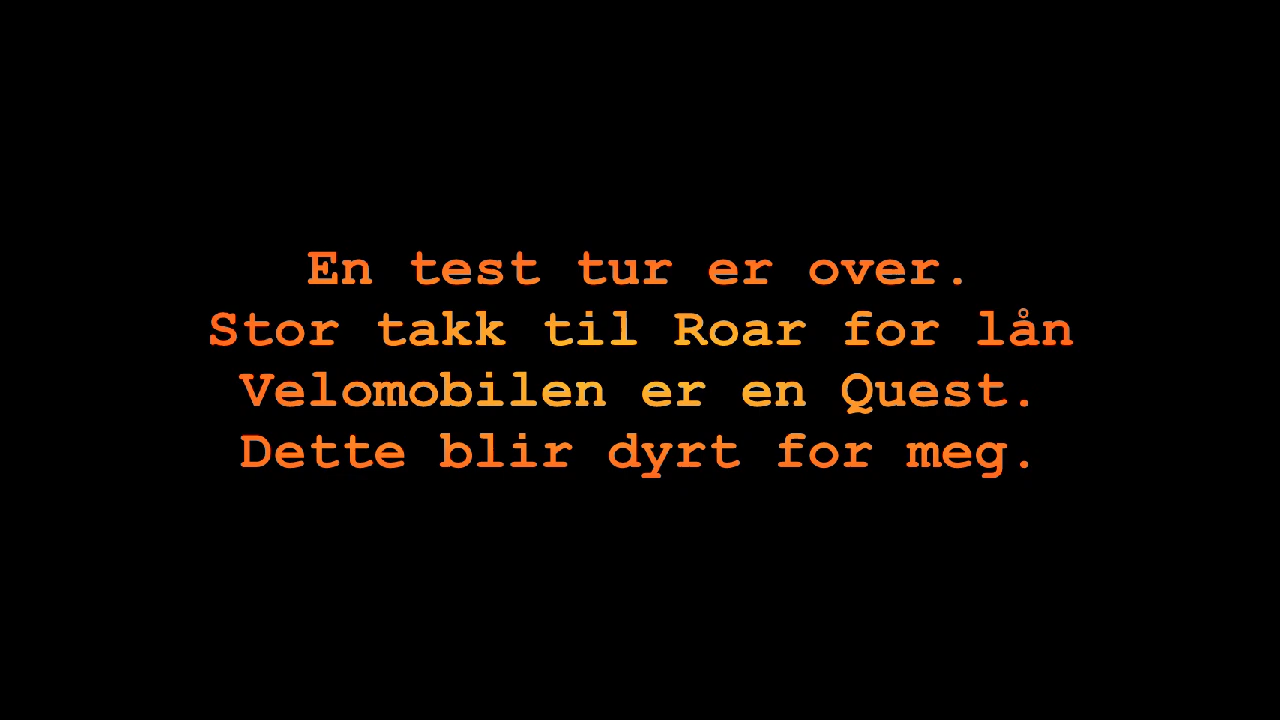 En test tur er over.
Stor takk til Roar for lån
Velomobilen er en Quest.
Dette blir dyrt for meg.